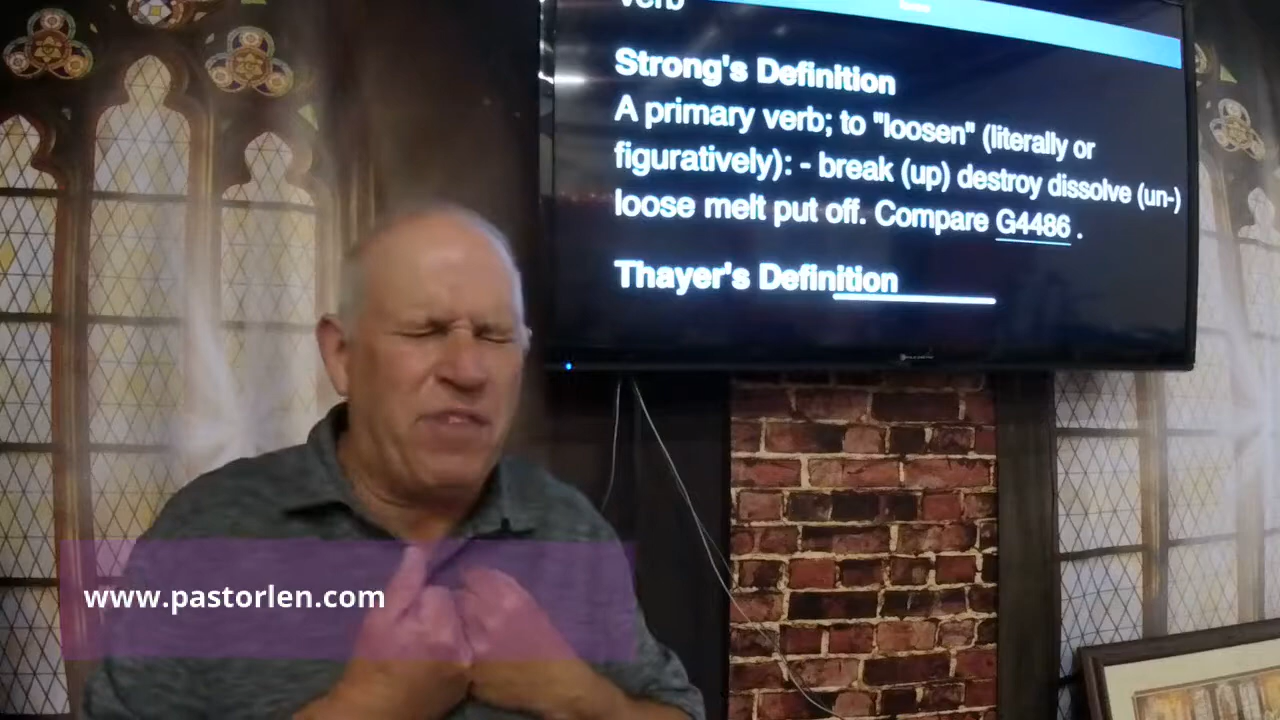 verb
Strong's Definition
A primary verb; to "loosen" (literally or
figuratively): - break (up) destroy dissolve (un-)
loose melt put off. Compare G4486 .
Thayer's Definition
www.pastorlen.com